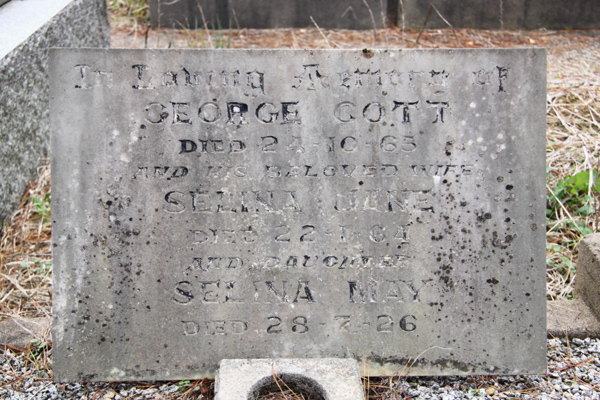 In Loving Memory of
GEORGE GOTT
DIED 24-10-65
AND HIS BELOVED WIFE
SELINA JANE
DIED 22-1-64
AND DAUGHTER
SELINA MAY
DIED 28-7-26